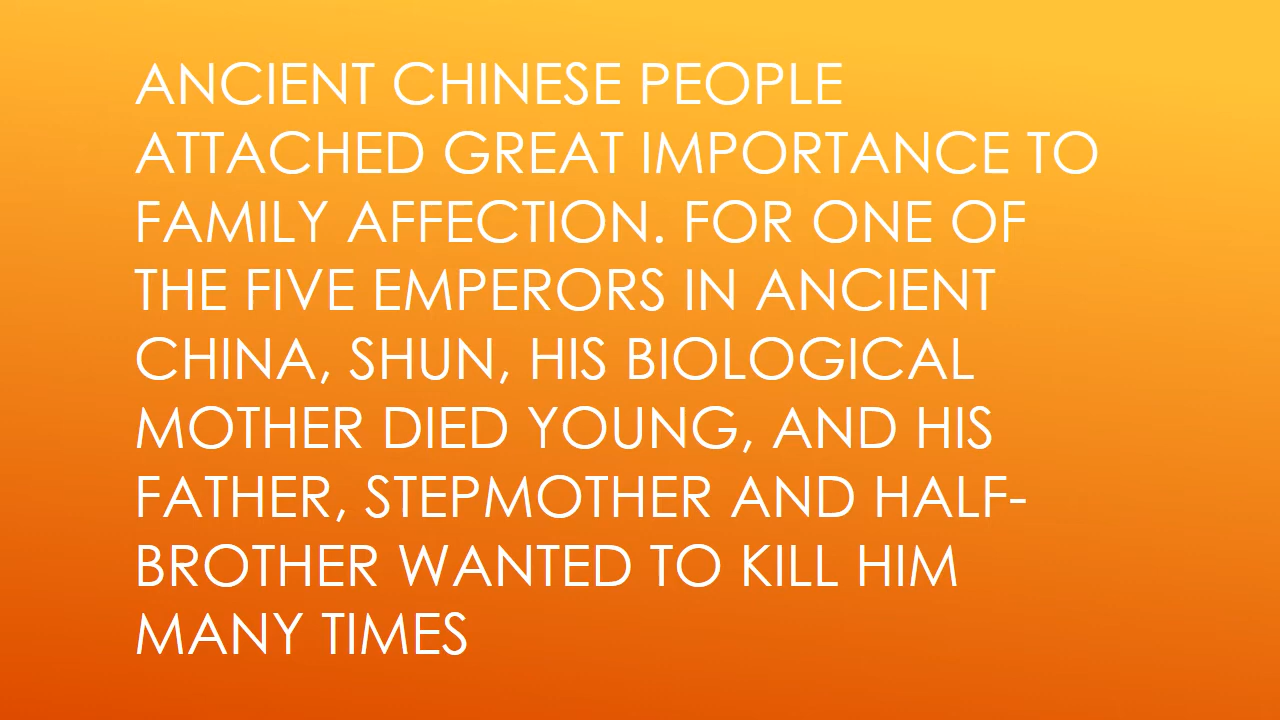 ANCIENT CHINESE PEOPLE
ATTACHED GREAT IMPORTANCE TO
FAMILY AFFECTION. FOR ONE OF
THE FIVE EMPERORS IN ANCIENT
CHINA, SHUN, HIS BIOLOGICAL
MOTHER DIED YOUNG, AND HIS
FATHER, STEPMOTHER AND HALF-
BROTHER WANTED TO KILL HIM
MANY TIMES